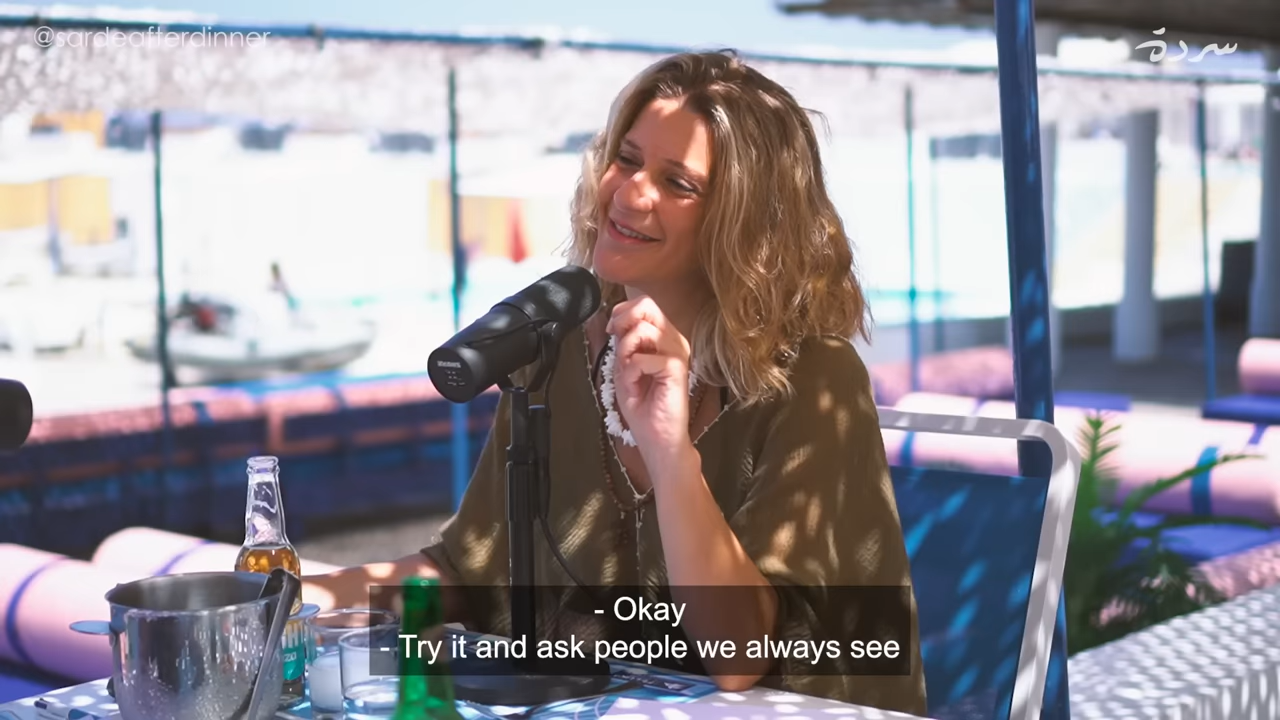 @sardeafterdinner
سردة
- Okay
- Try it and ask people we always see